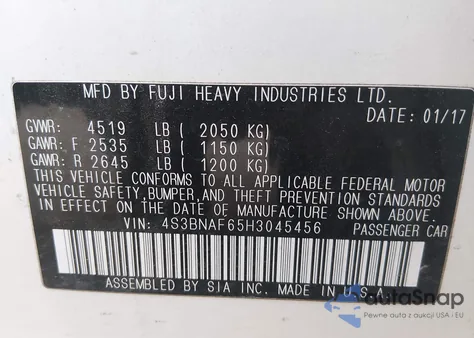 MFD BY FUJI HEAVY INDUSTRIES LTD.
DATE: 01/17
GVWR: 4519 LB ( 2050 KG)
GAWR: F 2535 LB ( 1150 KG)
GAWR: R 2645 LB ( 1200 KG)
THIS VEHICLE CONFORMS TO ALL APPLICABLE FEDERAL MOTOR
VEHICLE SAFETY, BUMPER, AND THEFT PREVENTION STANDARDS
IN EFFECT ON THE DATE OF MANUFACTURE SHOWN ABOVE.
VIN: 4S3BNAF65H3045456 PASSENGER CAR
ASSEMBLED BY SIA INC. MADE IN U.S.A.
autaSnap
Pewne auta z dostawą z USA i EU